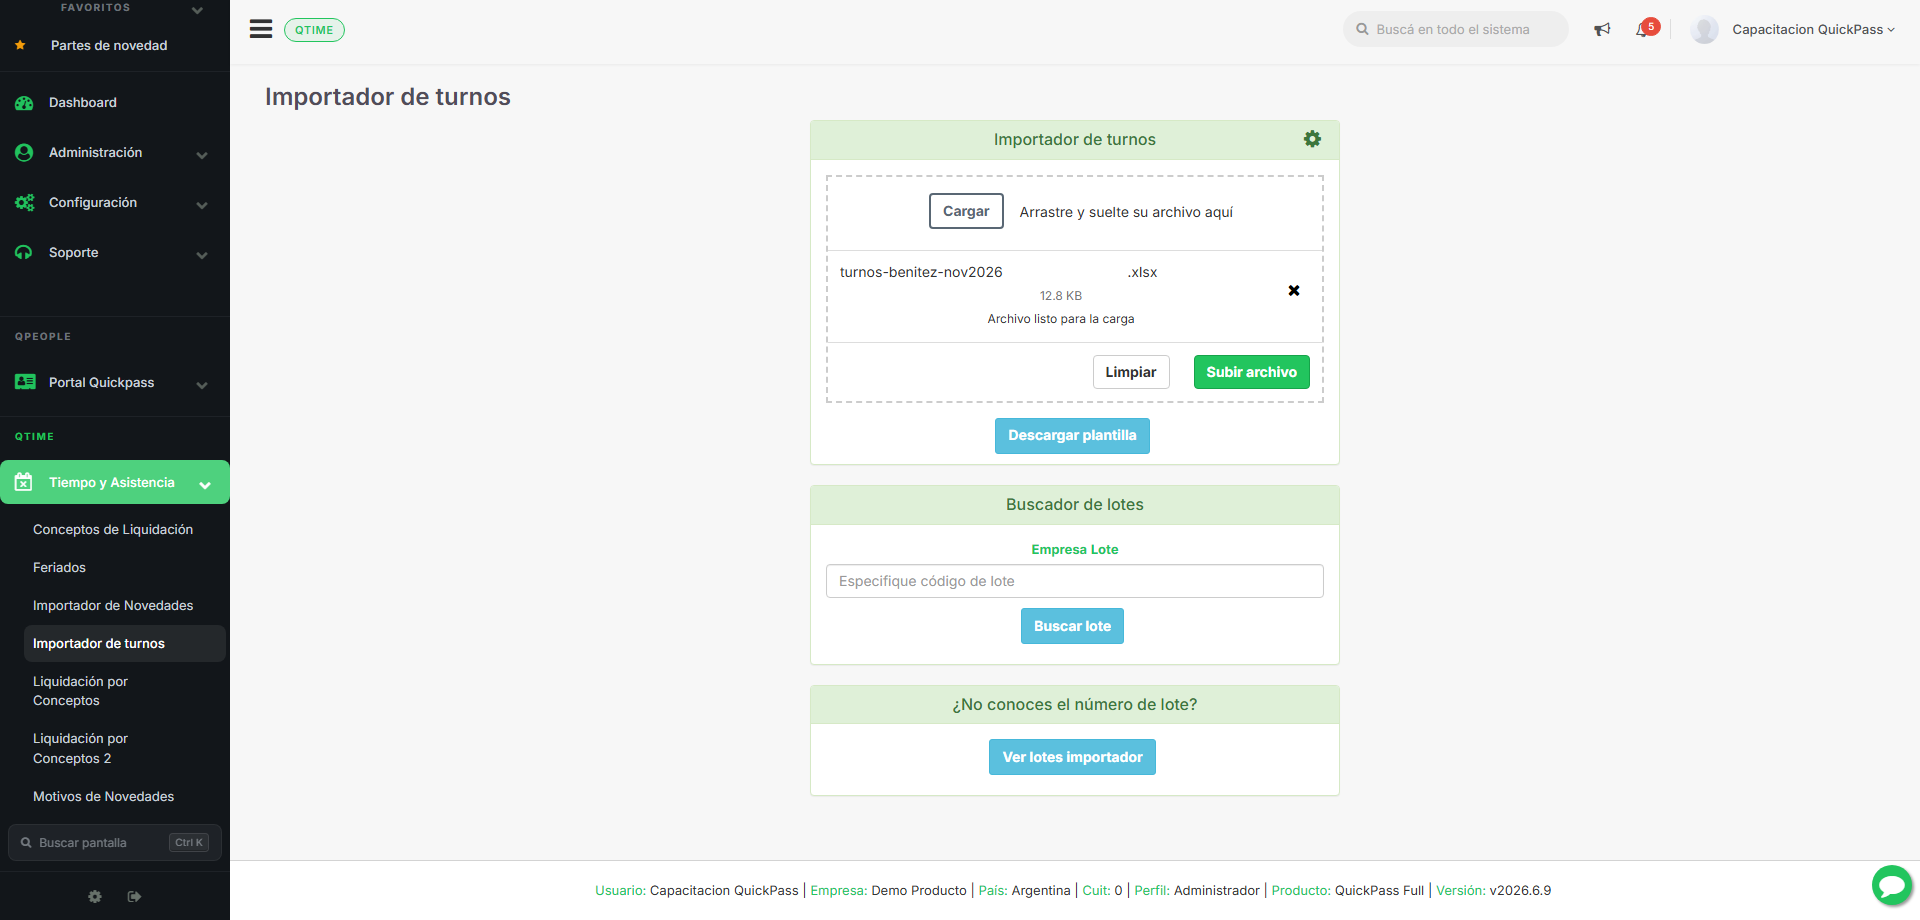 FAVORITOS
Partes de novedad
Dashboard
Administración
Configuración
Soporte
QPEOPLE
Portal Quickpass
QTIME
Tiempo y Asistencia
Conceptos de Liquidación
Feriados
Importador de Novedades
Importador de turnos
Liquidación por
Conceptos
Liquidación por
Conceptos 2
Motivos de Novedades
Buscar pantalla
Ctrl K
QTIME
Buscá en todo el sistema
5
Capacitacion QuickPass
Importador de turnos
Importador de turnos
Cargar
Arrastre y suelte su archivo aquí
turnos-benitez-nov2026 .xlsx
12.8 KB
Archivo listo para la carga
Limpiar
Subir archivo
Descargar plantilla
Buscador de lotes
Empresa Lote
Especifique código de lote
Buscar lote
¿No conoces el número de lote?
Ver lotes importador
Usuario: Capacitacion QuickPass | Empresa: Demo Producto | País: Argentina | Cuit: 0 | Perfil: Administrador | Producto: QuickPass Full | Versión: v2026.6.9